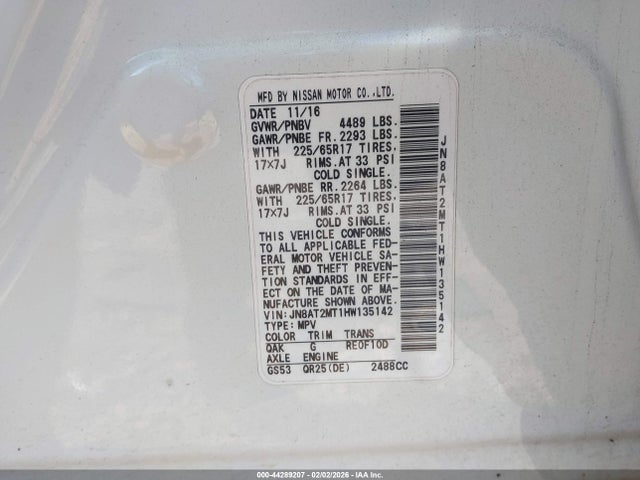 MFD BY NISSAN MOTOR CO.,LTD.
DATE 11/16
GVWR/PNBV 4489 LBS.
GAWR/PNBE FR. 2293 LBS.
WITH 225/65R17 TIRES,
17X7J RIMS.AT 33 PSI
COLD SINGLE.
GAWR/PNBE RR. 2264 LBS.
WITH 225/65R17 TIRES,
17X7J RIMS.AT 33 PSI
COLD SINGLE.
THIS VEHICLE CONFORMS
TO ALL APPLICABLE FED-
ERAL MOTOR VEHICLE SA-
FETY AND THEFT PREVEN-
TION STANDARDS IN EFF-
ECT ON THE DATE OF MA-
NUFACTURE SHOWN ABOVE.
VIN:JN8AT2MT1HW135142
TYPE:MPV
COLOR TRIM TRANS
QAK G RE0F10D
AXLE ENGINE
GS53 QR25(DE) 2488CC
JN8AT2MT1HW135142
000-44289207 - 02/02/2026 - IAA Inc.